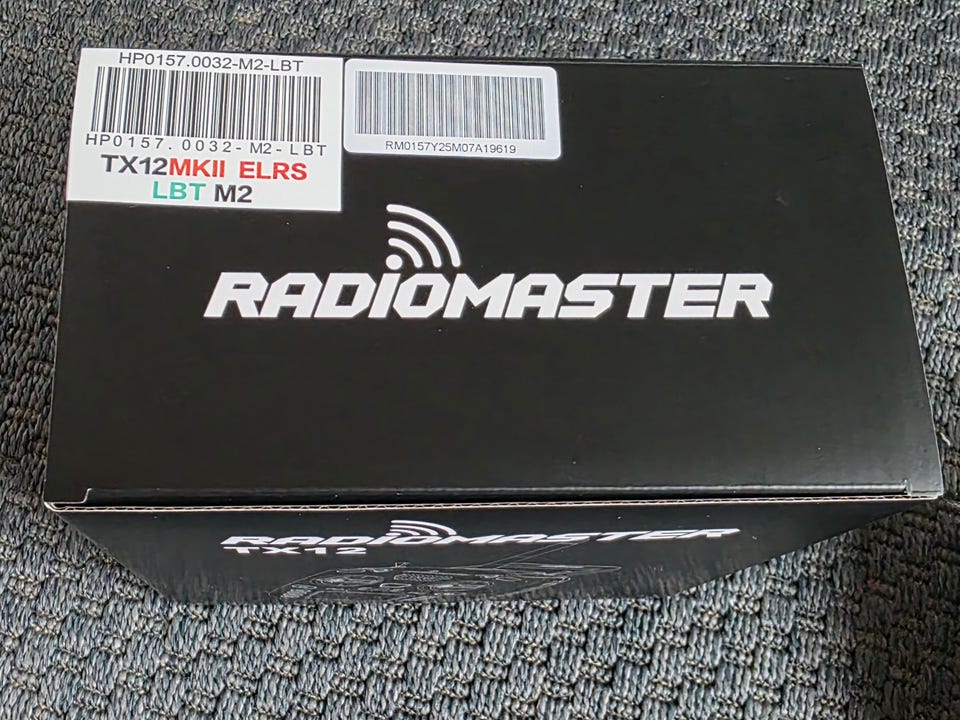 HP0157.0032-M2-LBT
HP0157.0032-M2-LBT
TX12MKII ELRS
LBT M2
RM0157Y25M07A19619
RADIOMASTER
RADIOMASTER
TX12